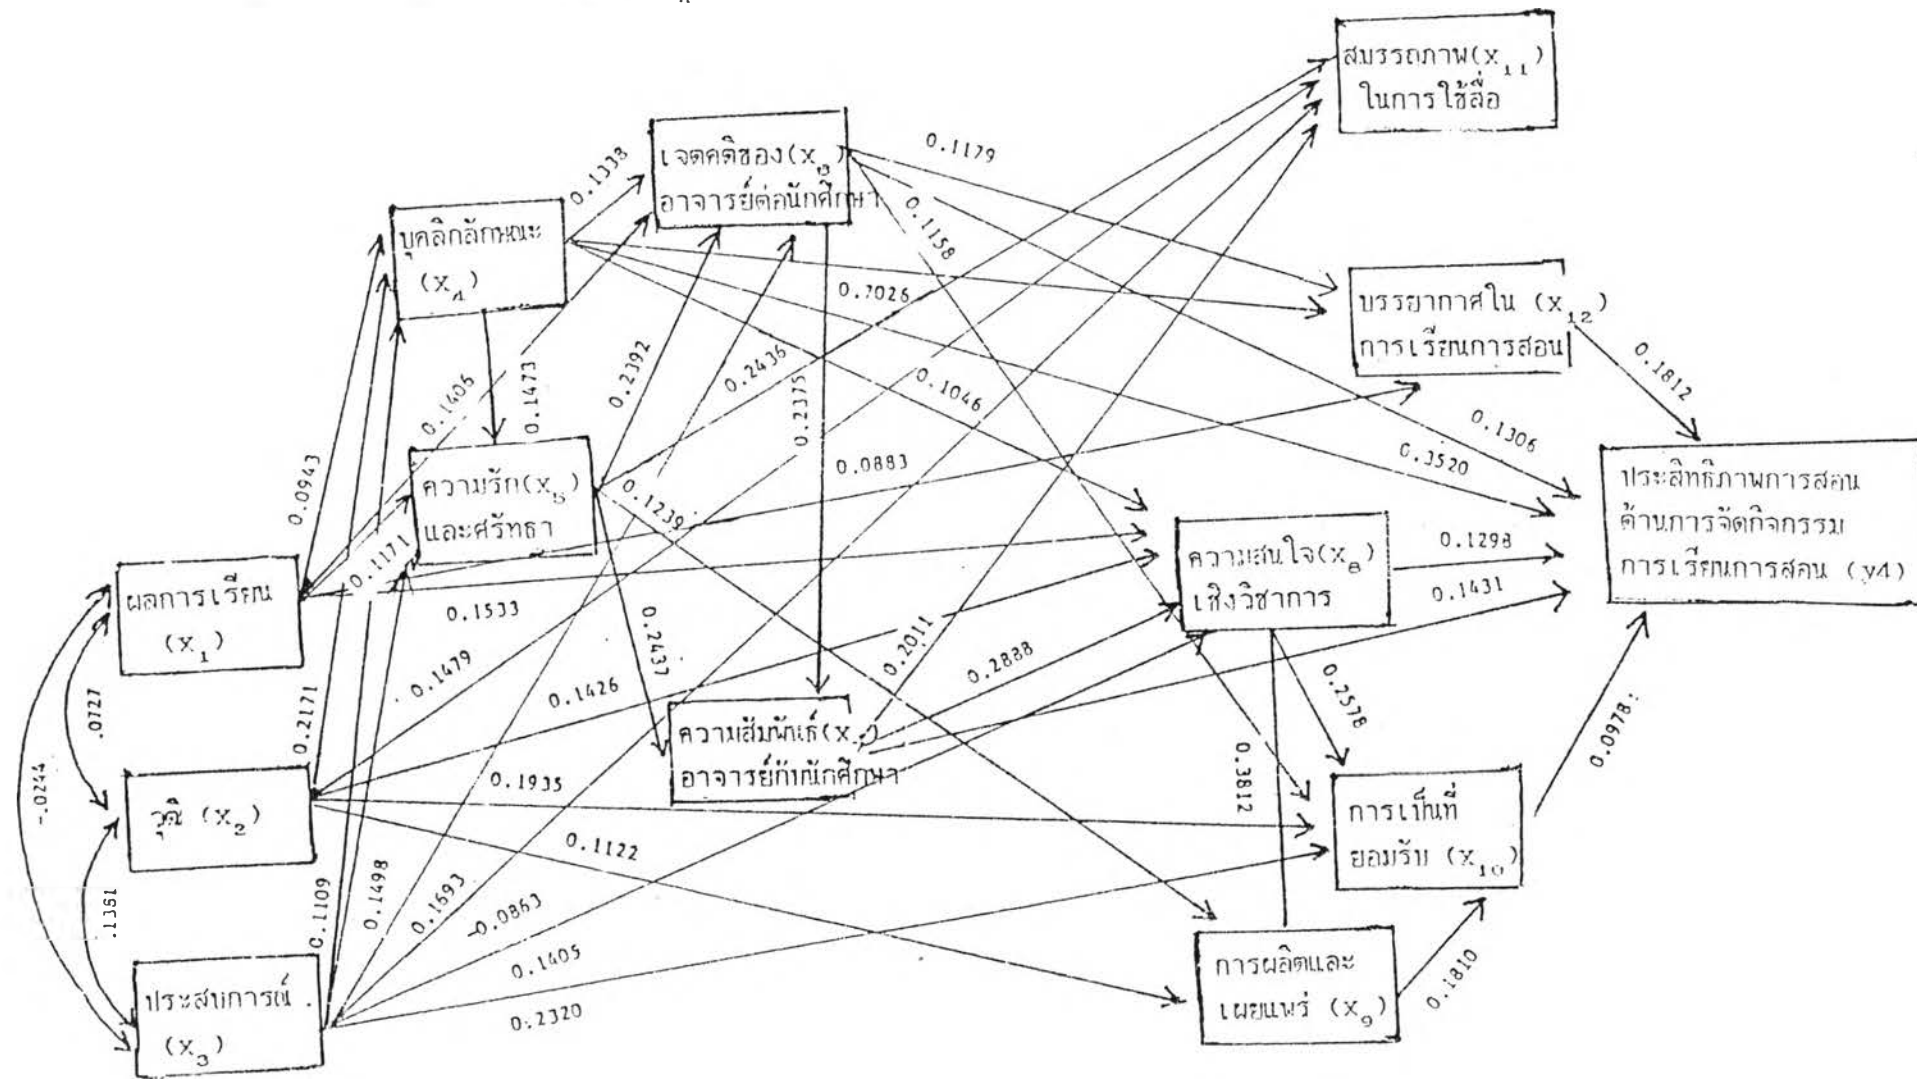 สมรรถภาพ(x₁₁)
ในการใช้สื่อ
เจตคติของ(x₆)
อาจารย์ต่อนักศึกษา
บุคลิกลักษณะ
(x₄)
บรรยากาศใน (x₁₂)
การเรียนการสอน
ความรัก(x₅)
และศรัทธา
ประสิทธิภาพการสอน
ด้านการจัดกิจกรรม
การเรียนการสอน (y4)
ความสนใจ(x₈)
เชิงวิชาการ
ผลการเรียน
(x₁)
ความสัมพันธ์(x₇)
อาจารย์กับนักศึกษา
วุฒิ (x₂)
การเป็นที่
ยอมรับ (x₁₀)
การผลิตและ
เผยแพร่ (x₉)
ประสบการณ์
(x₃)
0.1338
0.1179
0.1158
0.7026
0.2436
0.1046
0.2392
0.2375
0.1473
0.1406
0.0943
0.1812
0.1306
0.3520
0.0883
0.1239
0.1171
0.1533
0.1298
0.1431
0.2437
0.2011
0.2888
0.1479
0.1426
0.2578
.0727
0.2171
-.0244
0.1935
0.3812
0.0978
0.1122
.1361
0.1109
0.1498
0.1693
-0.0863
0.1405
0.2320
0.1810